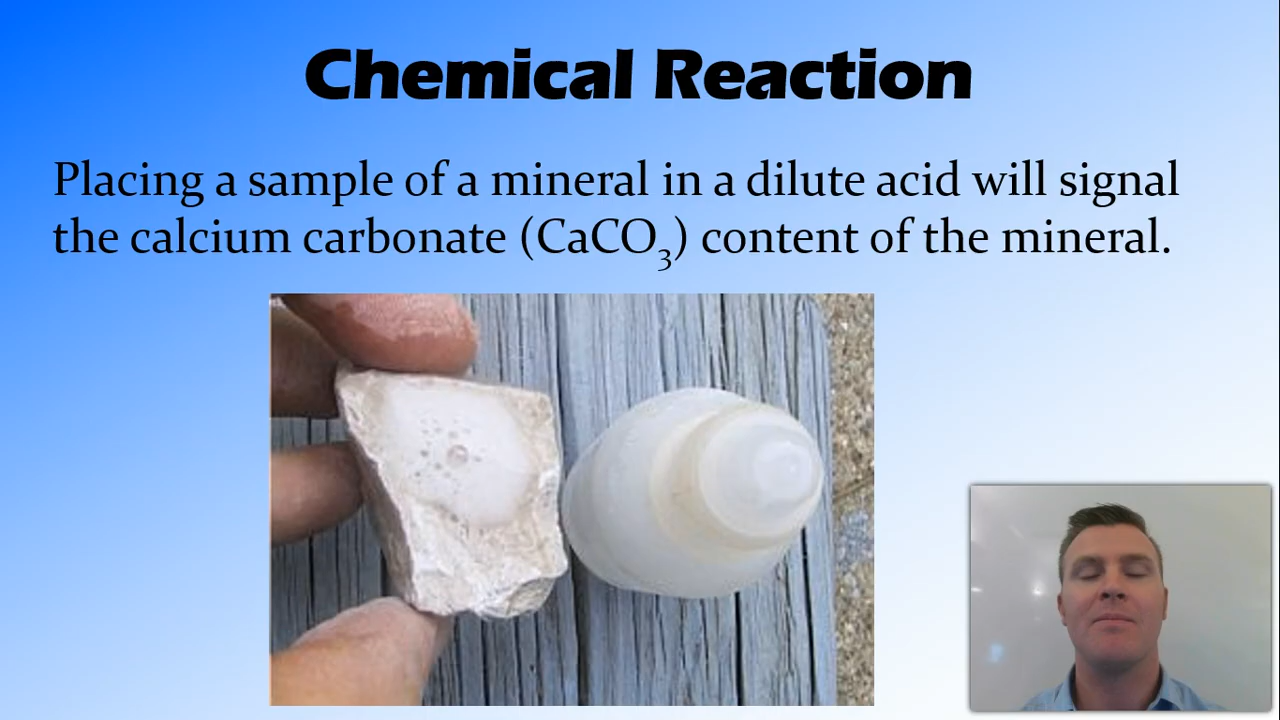 Chemical Reaction
Placing a sample of a mineral in a dilute acid will signal
the calcium carbonate (CaCO₃) content of the mineral.